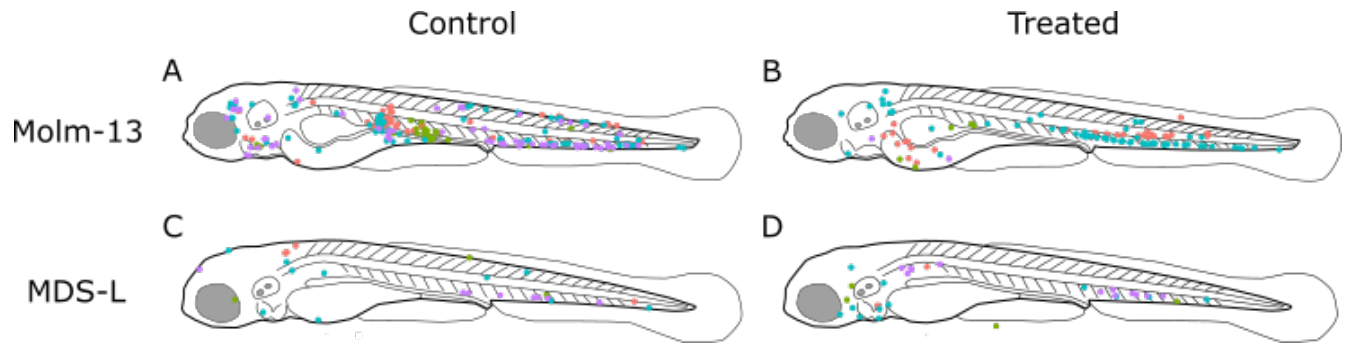 Control
Treated
A
B
Molm-13
C
D
MDS-L